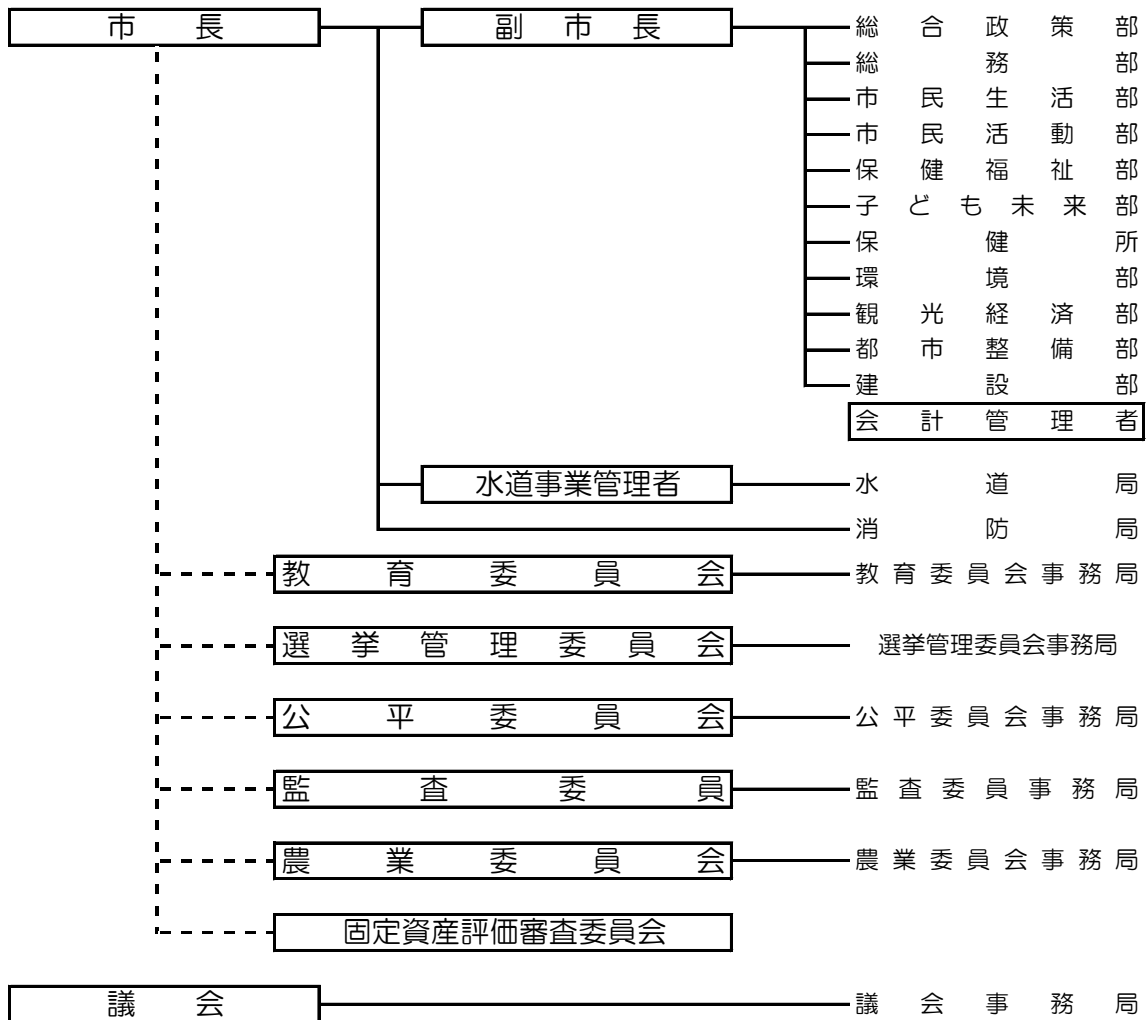 市長 副市長 総合政策部
総務部
市民生活部
市民活動部
保健福祉部
子ども未来部
保健所
環境部
観光経済部
都市整備部
建設部
会計管理者
水道事業管理者 水道局
消防局
教育委員会 教育委員会事務局
選挙管理委員会 選挙管理委員会事務局
公平委員会 公平委員会事務局
監査委員 監査委員事務局
農業委員会 農業委員会事務局
固定資産評価審査委員会
議会 議会事務局